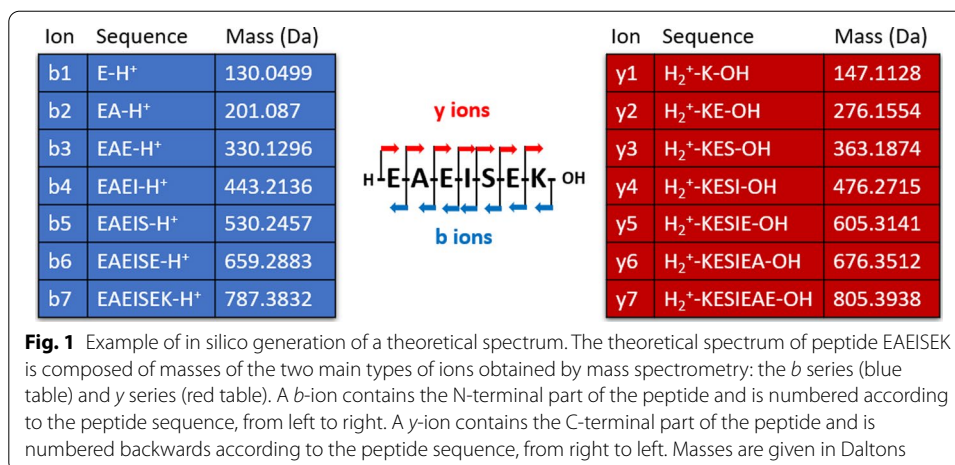 Ion Sequence Mass (Da)
b1 E-H⁺ 130.0499
b2 EA-H⁺ 201.087
b3 EAE-H⁺ 330.1296
b4 EAEI-H⁺ 443.2136
b5 EAEIS-H⁺ 530.2457
b6 EAEISE-H⁺ 659.2883
b7 EAEISEK-H⁺ 787.3832
y ions
H E-A-E-I-S-E-K OH
b ions
Ion Sequence Mass (Da)
y1 H₂⁺-K-OH 147.1128
y2 H₂⁺-KE-OH 276.1554
y3 H₂⁺-KES-OH 363.1874
y4 H₂⁺-KESI-OH 476.2715
y5 H₂⁺-KESIE-OH 605.3141
y6 H₂⁺-KESIEA-OH 676.3512
y7 H₂⁺-KESIEAE-OH 805.3938
Fig. 1 Example of in silico generation of a theoretical spectrum. The theoretical spectrum of peptide EAEISEK
is composed of masses of the two main types of ions obtained by mass spectrometry: the b series (blue
table) and y series (red table). A b-ion contains the N-terminal part of the peptide and is numbered according
to the peptide sequence, from left to right. A y-ion contains the C-terminal part of the peptide and is
numbered backwards according to the peptide sequence, from right to left. Masses are given in Daltons